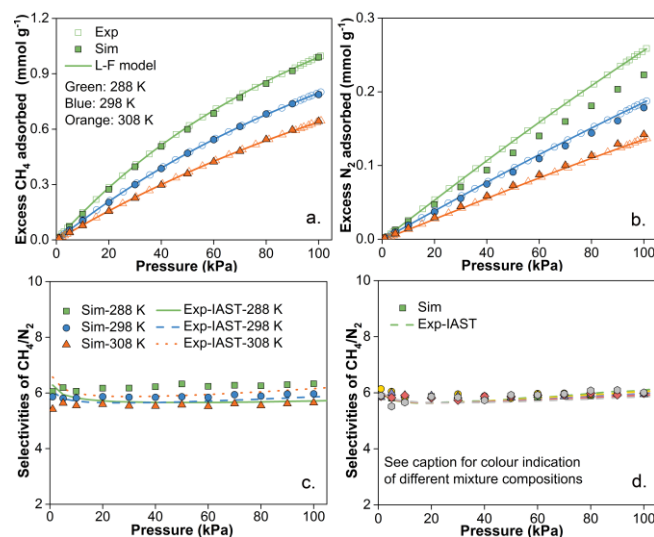 Excess CH4 adsorbed (mmol g-1)
1.2
0.9
0.6
0.3
0.0
Exp
Sim
L-F model
Green: 288 K
Blue: 298 K
Orange: 308 K
a.
0 20 40 60 80 100
Pressure (kPa)
Excess N2 adsorbed (mmol g-1)
0.3
0.2
0.1
0.0
b.
0 20 40 60 80 100
Pressure (kPa)
Selectivities of CH4/N2
10
8
6
4
2
Sim-288 K Exp-IAST-288 K
Sim-298 K Exp-IAST-298 K
Sim-308 K Exp-IAST-308 K
c.
0 20 40 60 80 100
Pressure (kPa)
Selectivities of CH4/N2
10
8
6
4
2
Sim
Exp-IAST
See caption for colour indication
of different mixture compositions
d.
0 20 40 60 80 100
Pressure (kPa)